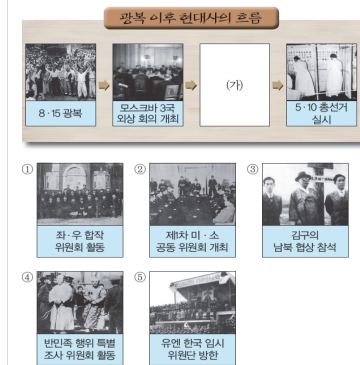 광복 이후 현대사의 흐름
8·15 광복
모스크바 3국
외상 회의 개최
(가)
5·10 총선거
실시
①
좌·우 합작
위원회 활동
②
제1차 미·소
공동 위원회 개최
③
김구의
남북 협상 참석
④
반민족 행위 특별
조사 위원회 활동
⑤
유엔 한국 임시
위원단 방한